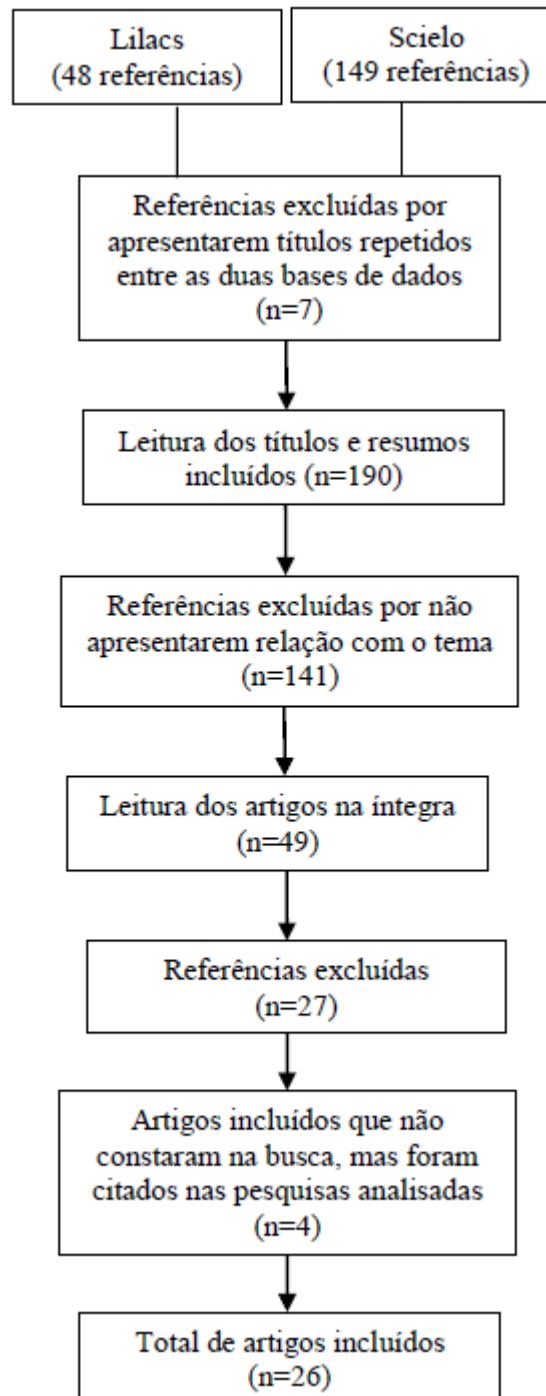 Lilacs
(48 referências)
Scielo
(149 referências)
Referências excluídas por
apresentarem títulos repetidos
entre as duas bases de dados
(n=7)
Leitura dos títulos e resumos
incluídos (n=190)
Referências excluídas por não
apresentarem relação com o tema
(n=141)
Leitura dos artigos na íntegra
(n=49)
Referências excluídas
(n=27)
Artigos incluídos que não
constaram na busca, mas foram
citados nas pesquisas analisadas
(n=4)
Total de artigos incluídos
(n=26)